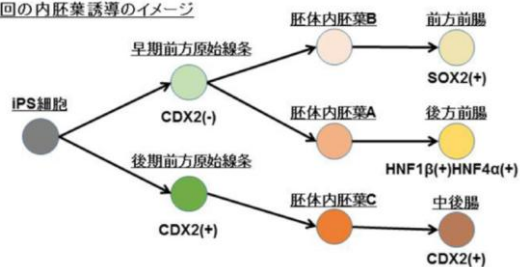 回の内胚葉誘導のイメージ
胚体内胚葉B
前方前腸
早期前方原始線条
SOX2(+)
iPS細胞
CDX2(-)
胚体内胚葉A
後方前腸
後期前方原始線条
HNF1β(+)HNF4α(+)
胚体内胚葉C
中後腸
CDX2(+)
CDX2(+)